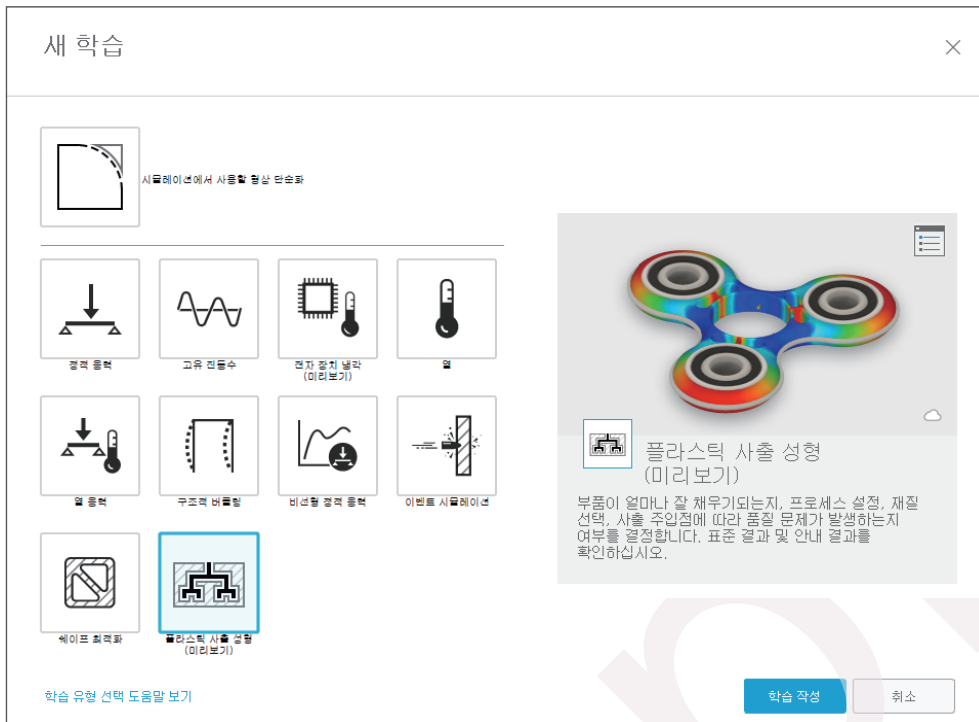 새 학습
시뮬레이션에서 사용할 형상 단순화
정적 응력
고유 진동수
전자 장치 냉각
(미리보기)
열
열 응력
구조적 버클링
비선형 정적 응력
이벤트 시뮬레이션
쉐이프 최적화
플라스틱 사출 성형
(미리보기)
플라스틱 사출 성형
(미리보기)
부품이 얼마나 잘 채우기되는지, 프로세스 설정, 재질
선택, 사출 주입점에 따라 품질 문제가 발생하는지
여부를 결정합니다. 표준 결과 및 안내 결과를
확인하십시오.
학습 유형 선택 도움말 보기
학습 작성
취소